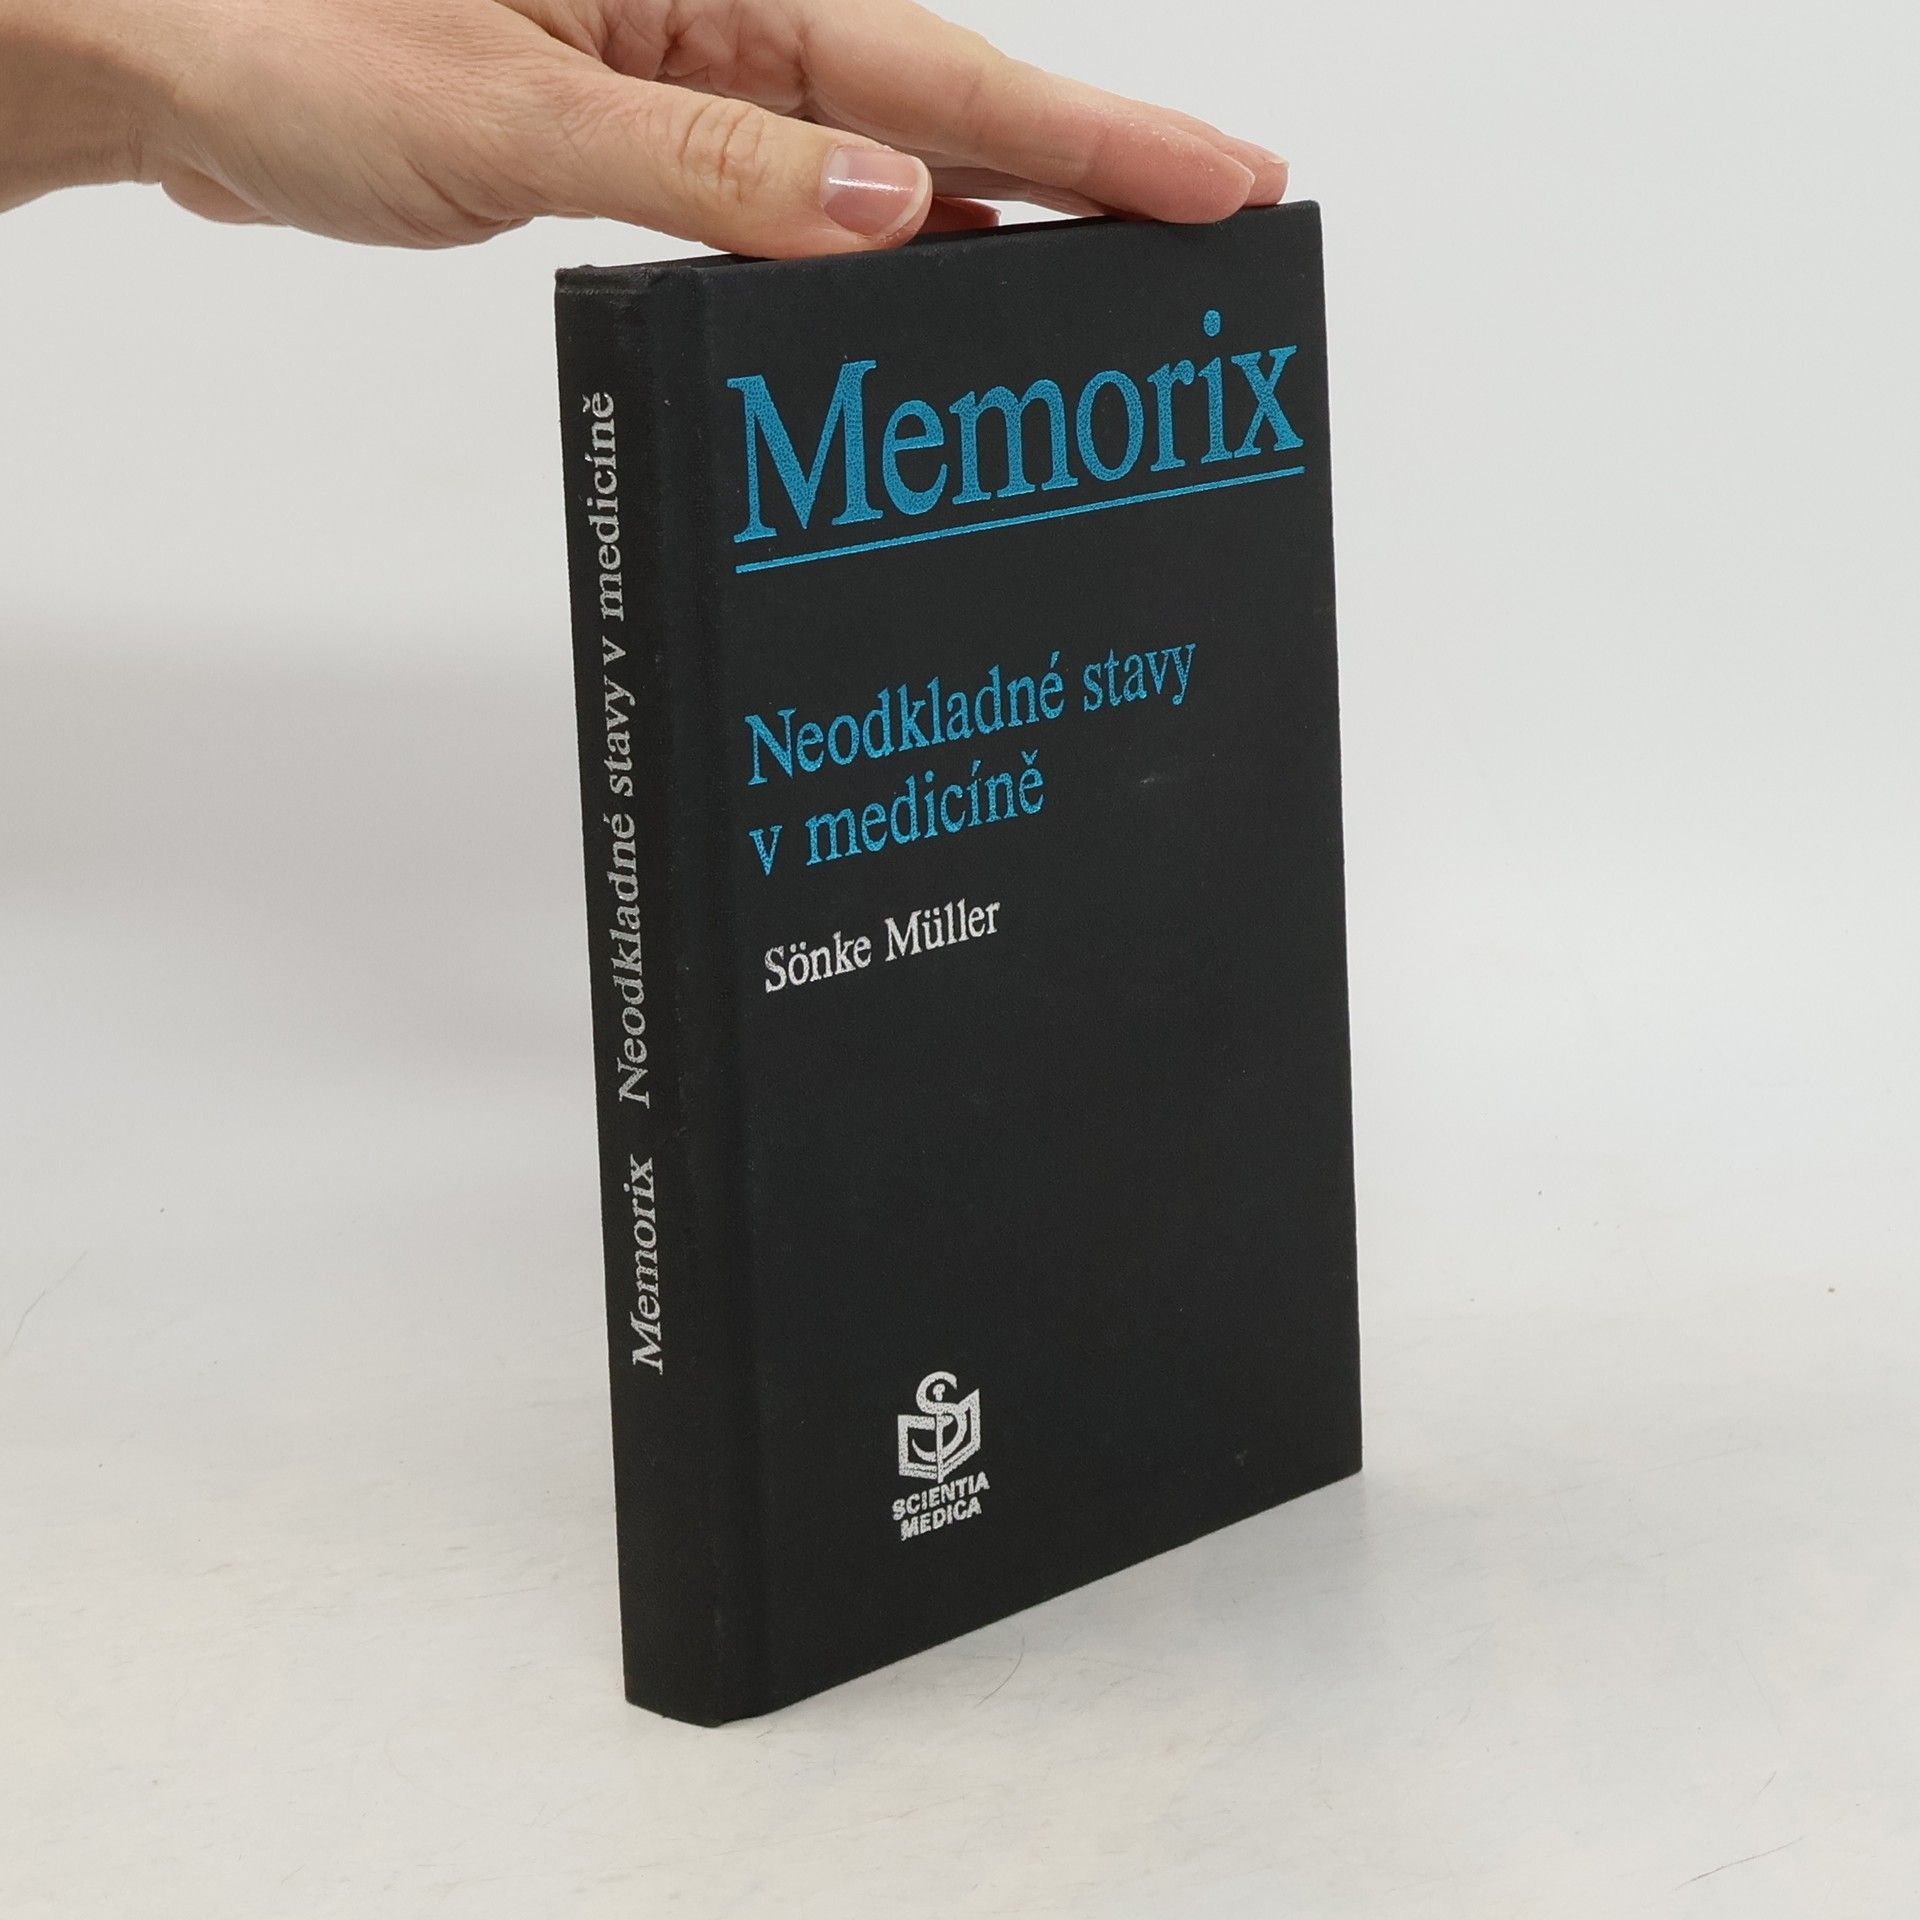 Memorix Neodkladné stavy v medicíně
Memorix
Neodkladné stavy
v medicíně
Sönke Müller
SCIENTIA
MEDICA